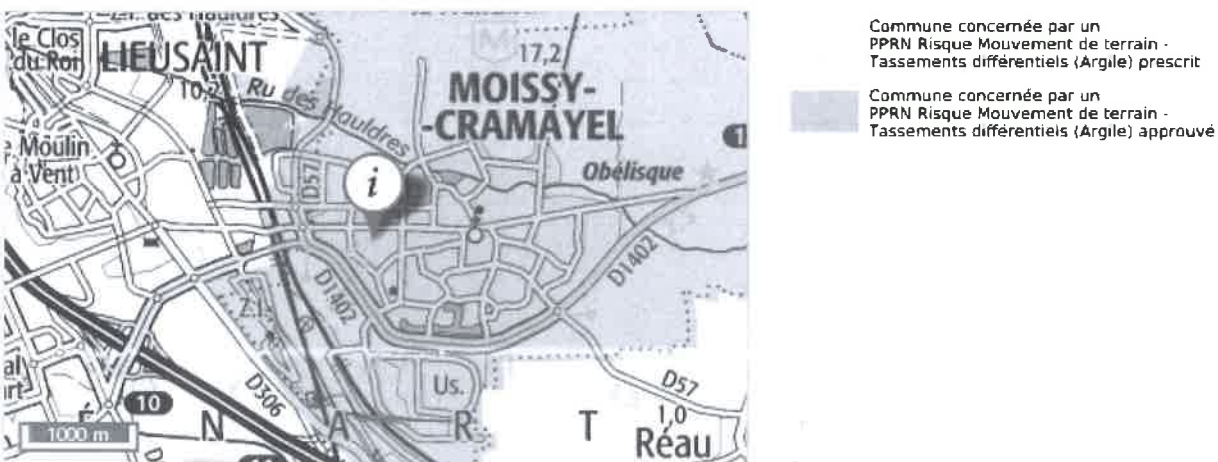 Z.I. des Hauldres
le Clos
du Roi
LIEUSAINT
10,2
Ru des Hauldres
17,2
MOISSY-
-CRAMAYEL
Moulin
à Vent
D57
i
Obélisque
D1402
D1402
Z.I.
D306
10
Us.
D57
1,0
N A R T
Réau
1000 m
Commune concernée par un
PPRN Risque Mouvement de terrain -
Tassements différentiels (Argile) prescrit
Commune concernée par un
PPRN Risque Mouvement de terrain -
Tassements différentiels (Argile) approuvé